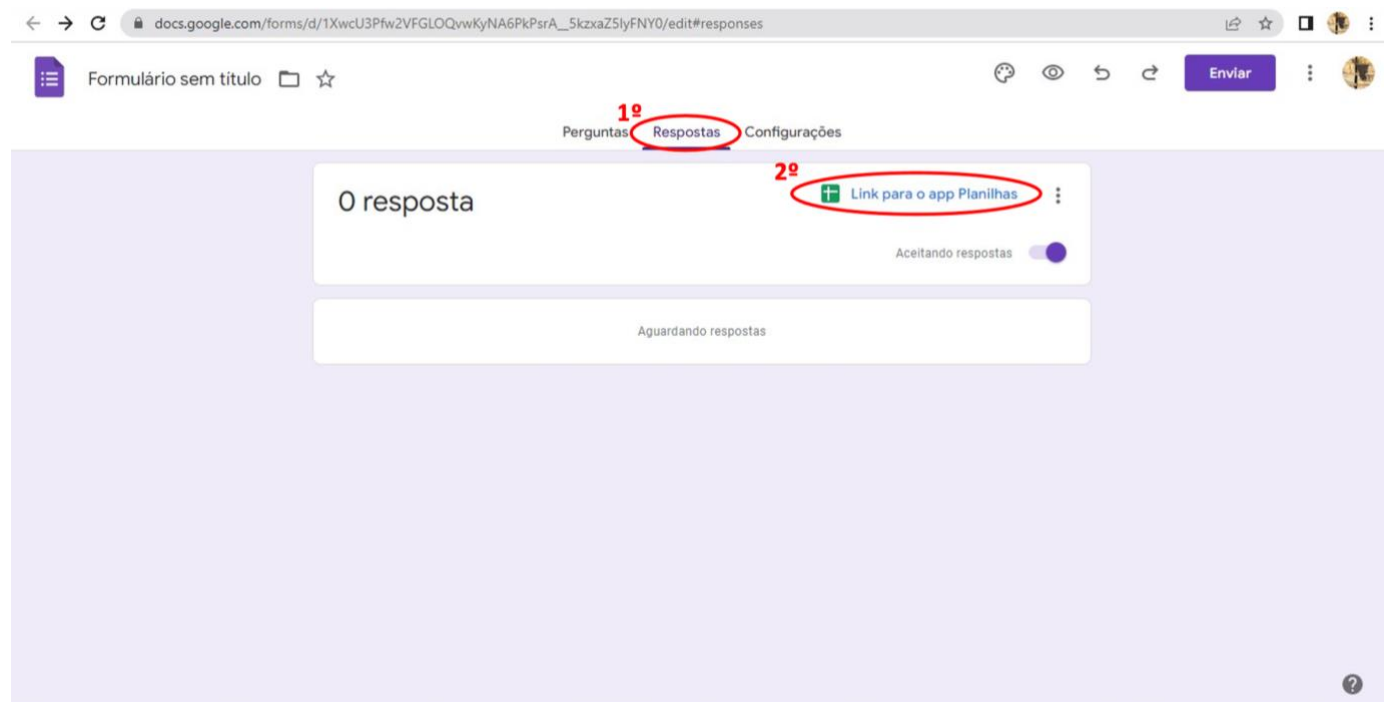 docs.google.com/forms/d/1XwcU3Pfw2VFGLOQvwKyNA6PkPsrA__5kzxaZ5lyFNY0/edit#responses
Formulário sem título
Enviar
1º
Perguntas Respostas Configurações
2º
0 resposta
Link para o app Planilhas
Aceitando respostas
Aguardando respostas